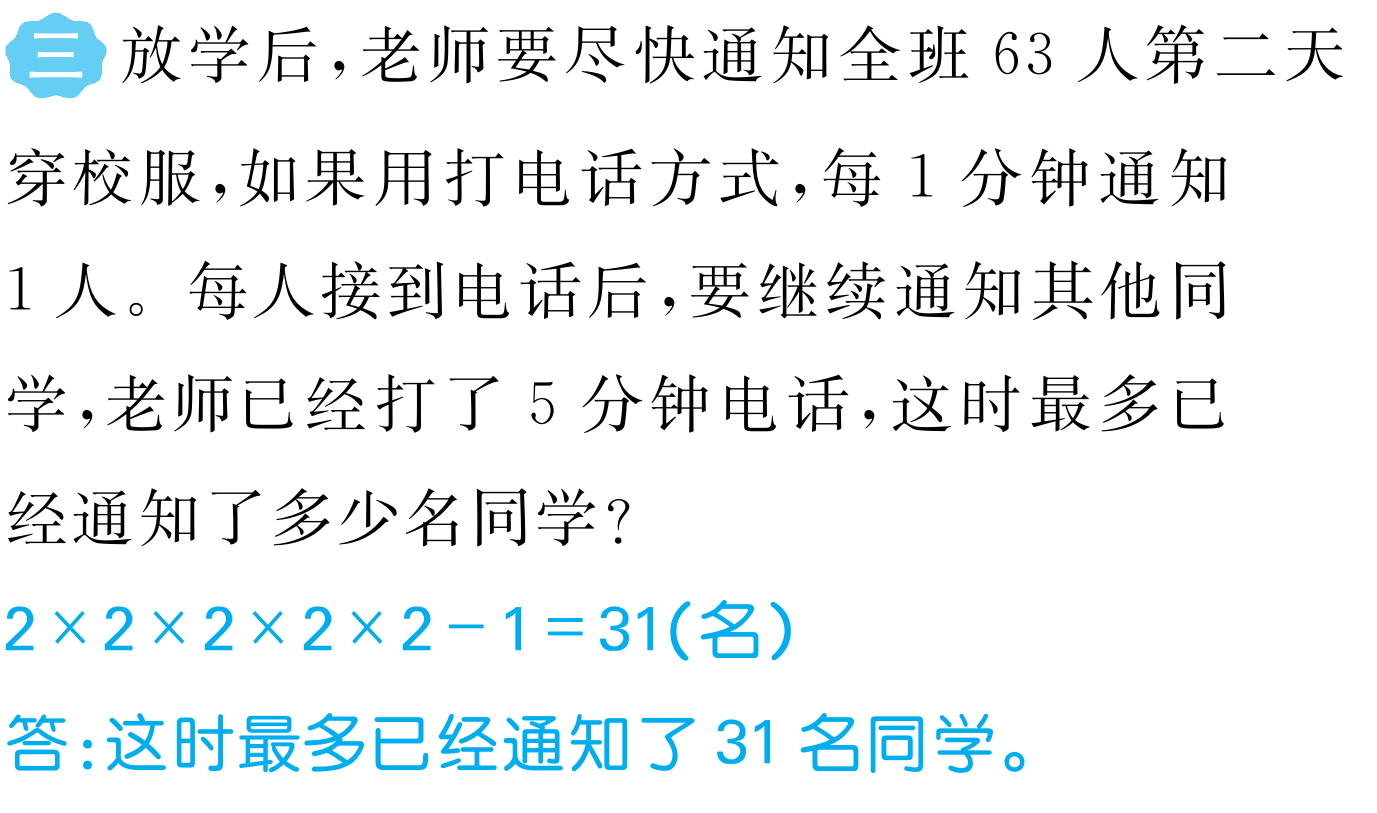 三 放学后,老师要尽快通知全班 63 人第二天
穿校服,如果用打电话方式,每 1 分钟通知
1 人。每人接到电话后,要继续通知其他同
学,老师已经打了 5 分钟电话,这时最多已
经通知了多少名同学?
2×2×2×2×2-1=31(名)
答:这时最多已经通知了 31 名同学。